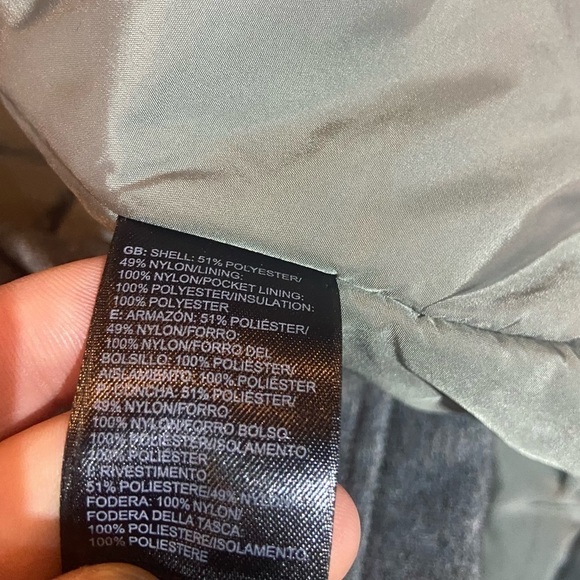 GB: SHELL: 51% POLYESTER/
49% NYLON/LINING:
100% NYLON/POCKET LINING:
100% POLYESTER/INSULATION:
100% POLYESTER
E: ARMAZÓN: 51% POLIÉSTER/
49% NYLON/FORRO:
100% NYLON/FORRO DEL
BOLSILLO: 100% POLIÉSTER/
AISLAMIENTO: 100% POLIÉSTER
P: CONCHA: 51% POLIÉSTER/
49% NYLON/FORRO:
100% NYLON/FORRO BOLSO:
100% POLIÉSTER/ISOLAMENTO:
100% POLIÉSTER
RIVESTIMENTO:
51% POLIESTERE/49% NYLON/
FODERA: 100% NYLON/
FODERA DELLA TASCA
100% POLIESTERE/ISOLAMENTO:
100% POLIESTERE